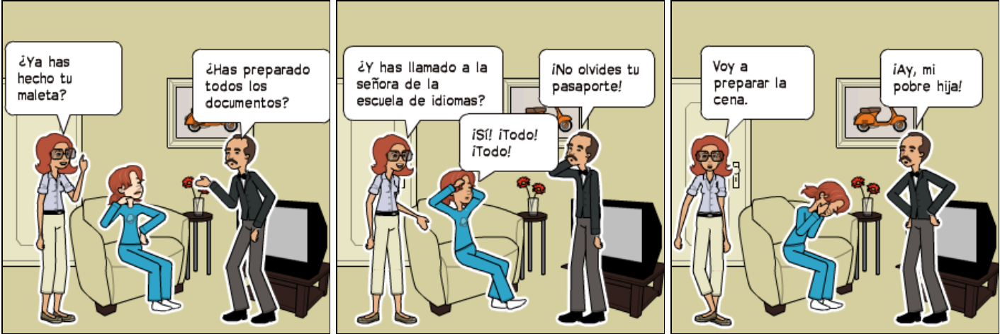 ¿Ya has
hecho tu
maleta?
¿Has preparado
todos los
documentos?
¿Y has llamado a la
señora de la
escuela de idiomas?
¡No olvides tu
pasaporte!
¡Sí! ¡Todo!
¡Todo!
Voy a
preparar la
cena.
¡Ay, mi
pobre hija!